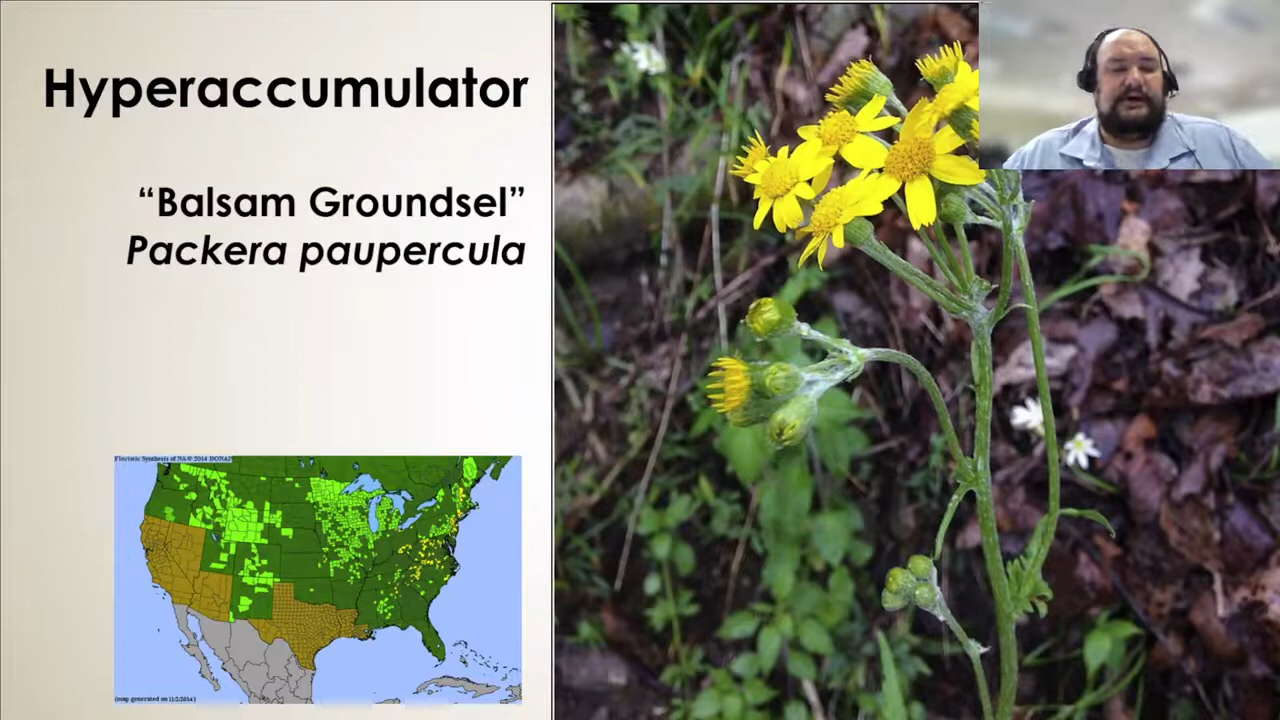 Hyperaccumulator
“Balsam Groundsel”
Packera paupercula
Floristic Synthesis of NA © 2014 BONAP
(map generated on 11/2/2014)